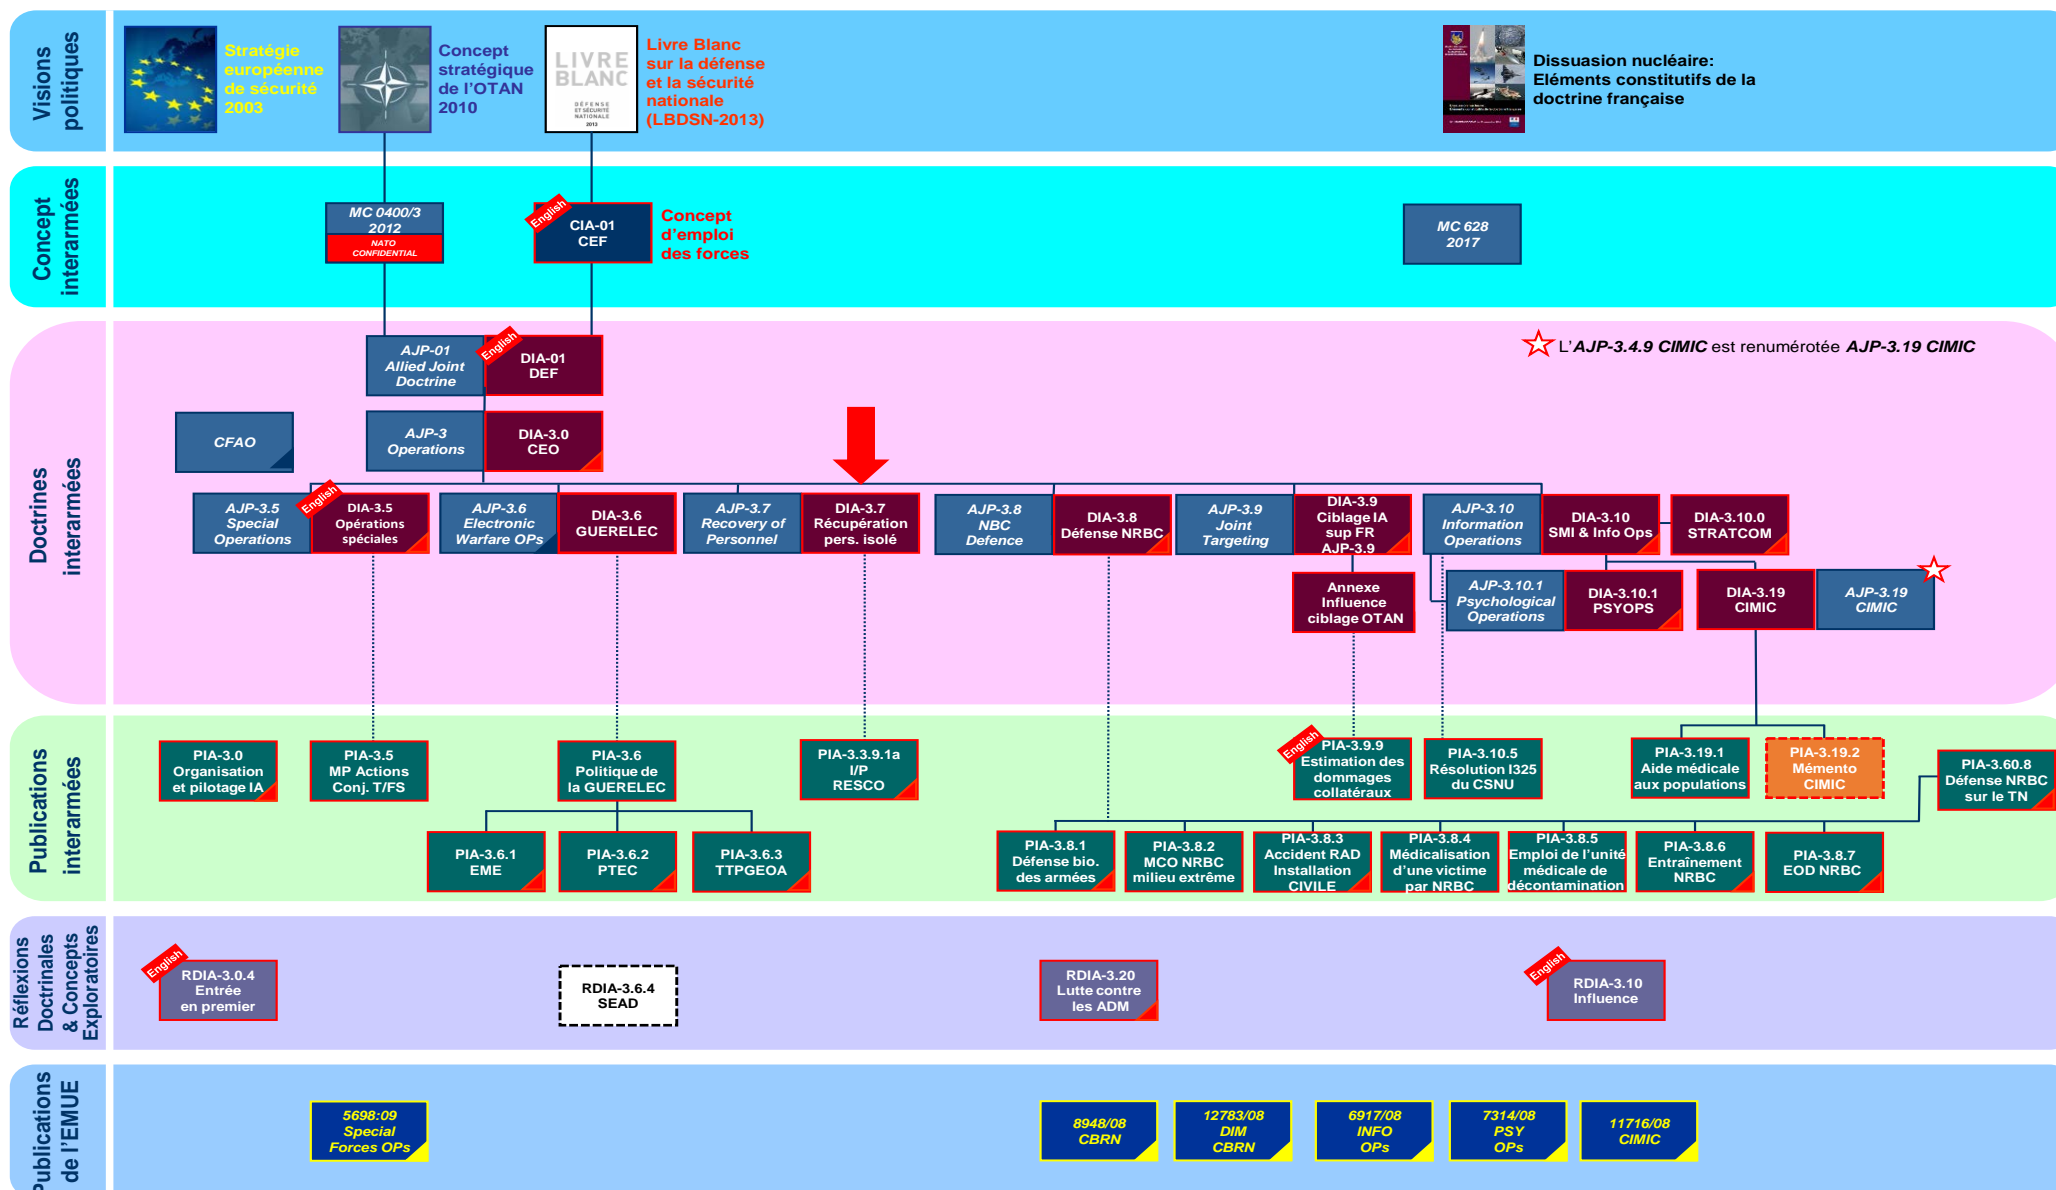 Visions
politiques
Stratégie
européenne
de sécurité
2003
Concept
stratégique
de l'OTAN
2010
LIVRE
BLANC
DÉFENSE
ET SÉCURITÉ
NATIONALE
2013
Livre Blanc
sur la défense
et la sécurité
nationale
(LBDSN-2013)
Dissuasion nucléaire:
Eléments constitutifs de la
doctrine française
Concept
interarmées
MC 0400/3
2012
NATO
CONFIDENTIAL
English
CIA-01
CEF
Concept
d'emploi
des forces
MC 628
2017
Doctrines
interarmées
AJP-01
Allied Joint
Doctrine
English
DIA-01
DEF
L'AJP-3.4.9 CIMIC est renumérotée AJP-3.19 CIMIC
CFAO
AJP-3
Operations
DIA-3.0
CEO
AJP-3.5
Special
Operations
English
DIA-3.5
Opérations
spéciales
AJP-3.6
Electronic
Warfare OPs
DIA-3.6
GUERELEC
AJP-3.7
Recovery of
Personnel
DIA-3.7
Récupération
pers. isolé
AJP-3.8
NBC
Defence
DIA-3.8
Défense NRBC
AJP-3.9
Joint
Targeting
DIA-3.9
Ciblage IA
sup FR
AJP-3.9
AJP-3.10
Information
Operations
DIA-3.10
SMI & Info Ops
DIA-3.10.0
STRATCOM
Annexe
Influence
ciblage OTAN
AJP-3.10.1
Psychological
Operations
DIA-3.10.1
PSYOPS
DIA-3.19
CIMIC
AJP-3.19
CIMIC
Publications
interarmées
PIA-3.0
Organisation
et pilotage IA
PIA-3.5
MP Actions
Conj. T/FS
PIA-3.6
Politique de
la GUERELEC
PIA-3.3.9.1a
I/P
RESCO
English
PIA-3.9.9
Estimation des
dommages
collatéraux
PIA-3.10.5
Résolution I325
du CSNU
PIA-3.19.1
Aide médicale
aux populations
PIA-3.19.2
Mémento
CIMIC
PIA-3.60.8
Défense NRBC
sur le TN
PIA-3.6.1
EME
PIA-3.6.2
PTEC
PIA-3.6.3
TTPGEOA
PIA-3.8.1
Défense bio.
des armées
PIA-3.8.2
MCO NRBC
milieu extrême
PIA-3.8.3
Accident RAD
Installation
CIVILE
PIA-3.8.4
Médicalisation
d'une victime
par NRBC
PIA-3.8.5
Emploi de l'unité
médicale de
décontamination
PIA-3.8.6
Entraînement
NRBC
PIA-3.8.7
EOD NRBC
Réflexions
Doctrinales
& Concepts
Exploratoires
English
RDIA-3.0.4
Entrée
en premier
RDIA-3.6.4
SEAD
RDIA-3.20
Lutte contre
les ADM
English
RDIA-3.10
Influence
Publications
de l'EMUE
5698:09
Special
Forces OPs
8948/08
CBRN
12783/08
DIM
CBRN
6917/08
INFO
OPs
7314/08
PSY
OPs
11716/08
CIMIC